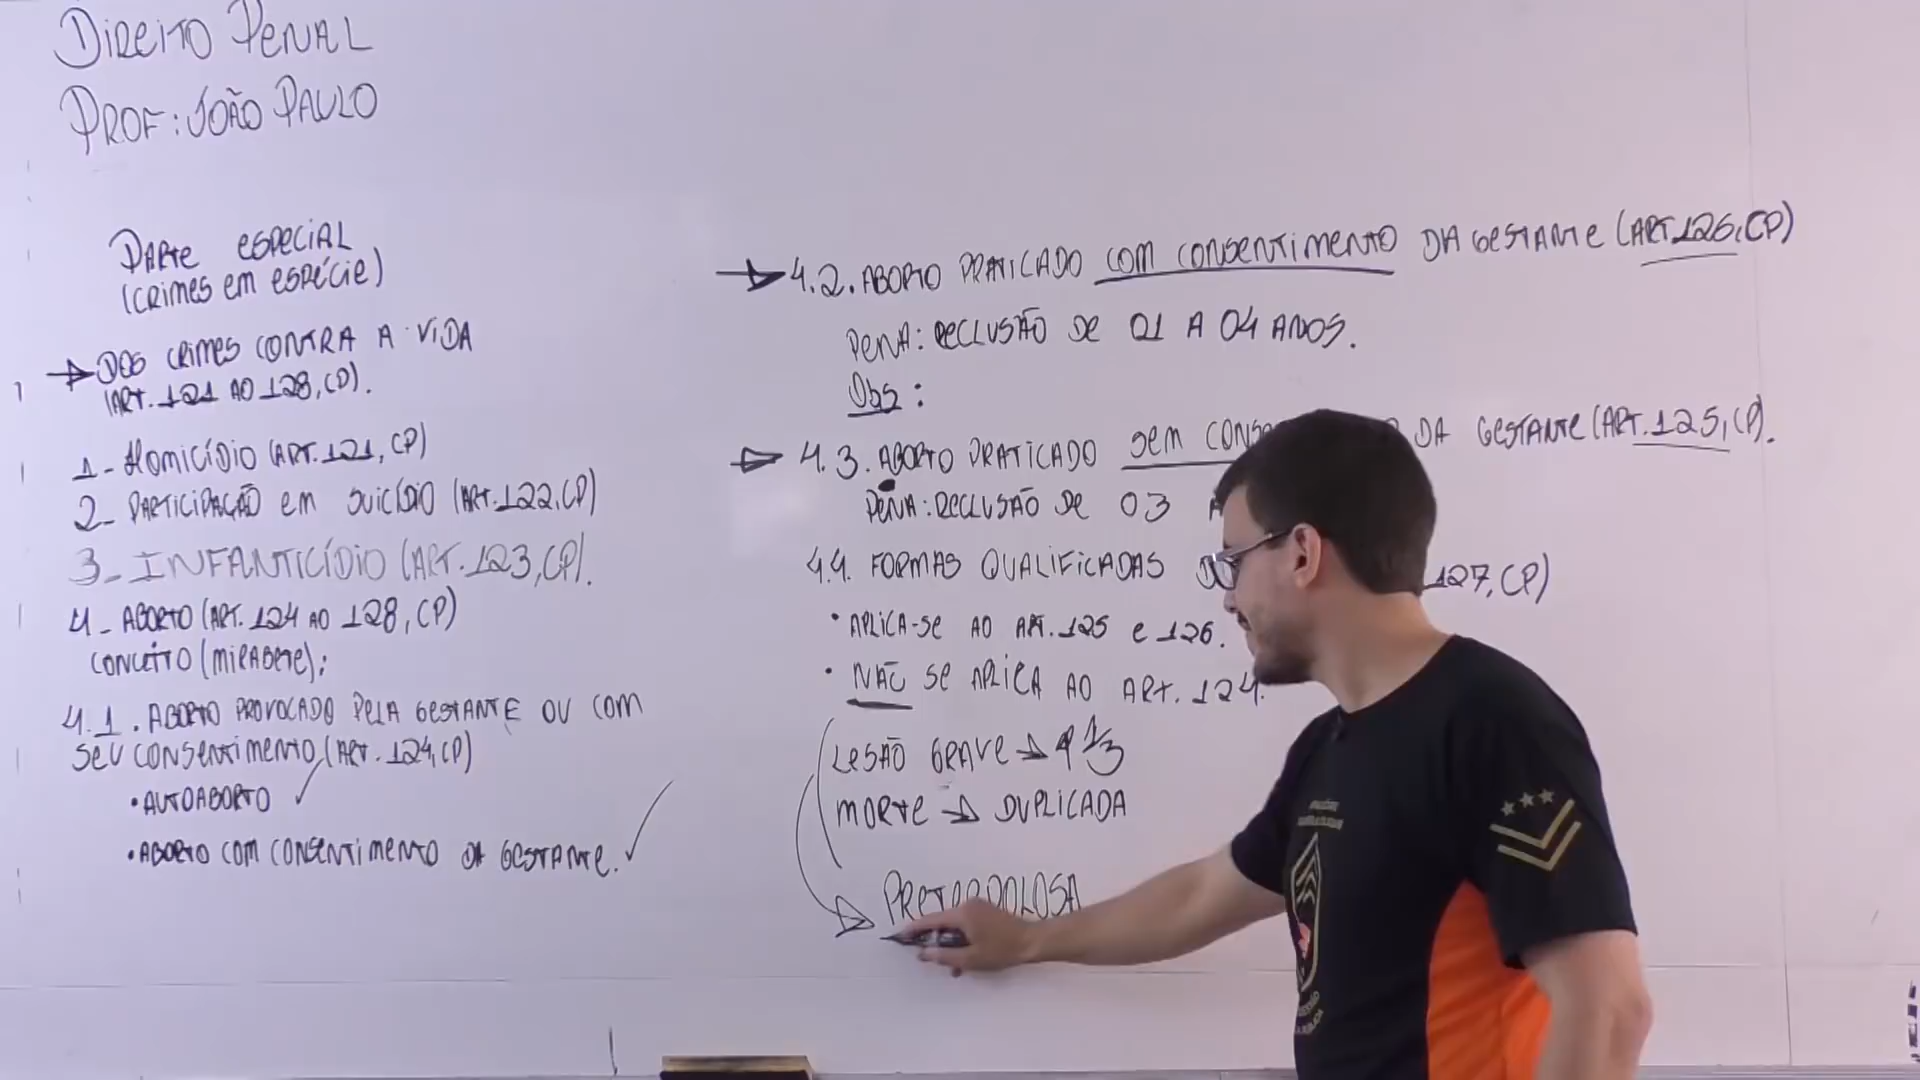 DIREITO PENAL
PROF: JOÃO PAULO
PARTE ESPECIAL
(CRIMES EM ESPÉCIE)
DOS CRIMES CONTRA A VIDA
(ART. 121 AO 128, CP).
1- HOMICÍDIO (ART. 121, CP)
2- PARTICIPAÇÃO EM SUICÍDIO (ART. 122, CP)
3- INFANTICÍDIO (ART. 123, CP).
4- ABORTO (ART. 124 AO 128, CP)
CONCEITO (MIRABETE):
4.1. ABORTO PROVOCADO PELA GESTANTE OU COM
SEU CONSENTIMENTO (ART. 124, CP)
• AUTOABORTO ✓
• ABORTO COM CONSENTIMENTO DA GESTANTE. ✓
4.2. ABORTO PRATICADO COM CONSENTIMENTO DA GESTANTE (ART. 126, CP)
PENA: RECLUSÃO DE 01 A 04 ANOS.
Obs:
4.3. ABORTO PRATICADO SEM DA GESTANTE (ART. 125, CP).
PENA: RECLUSÃO DE 03 A
4.4. FORMAS QUALIFICADAS 127, CP)
• APLICA-SE AO ART. 125 e 126.
• NÃO SE APLICA AO ART. 124.
LESÃO GRAVE → 1/3
MORTE → DUPLICADA
PRETERDOLOSA